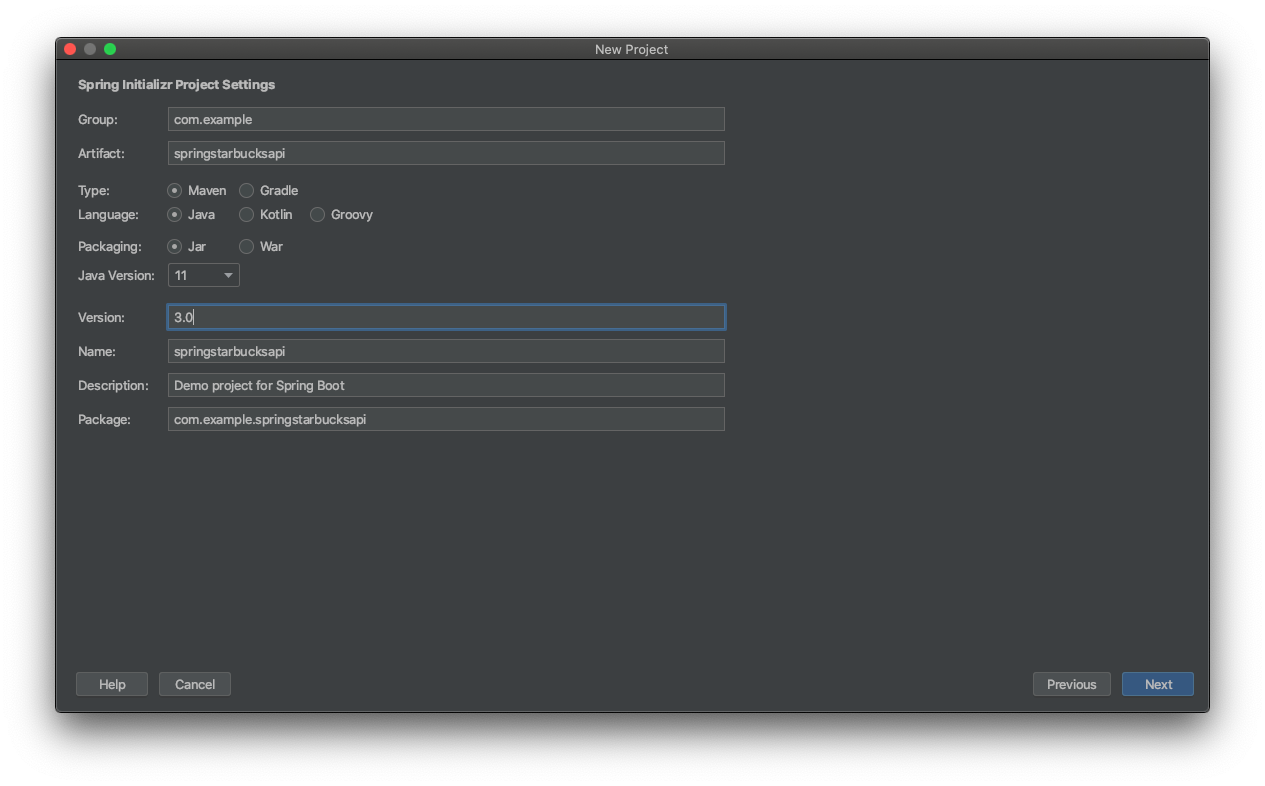 New Project
Spring Initializr Project Settings
Group: com.example
Artifact: springstarbucksapi
Type: Maven Gradle
Language: Java Kotlin Groovy
Packaging: Jar War
Java Version: 11
Version: 3.0
Name: springstarbucksapi
Description: Demo project for Spring Boot
Package: com.example.springstarbucksapi
Help Cancel Previous Next